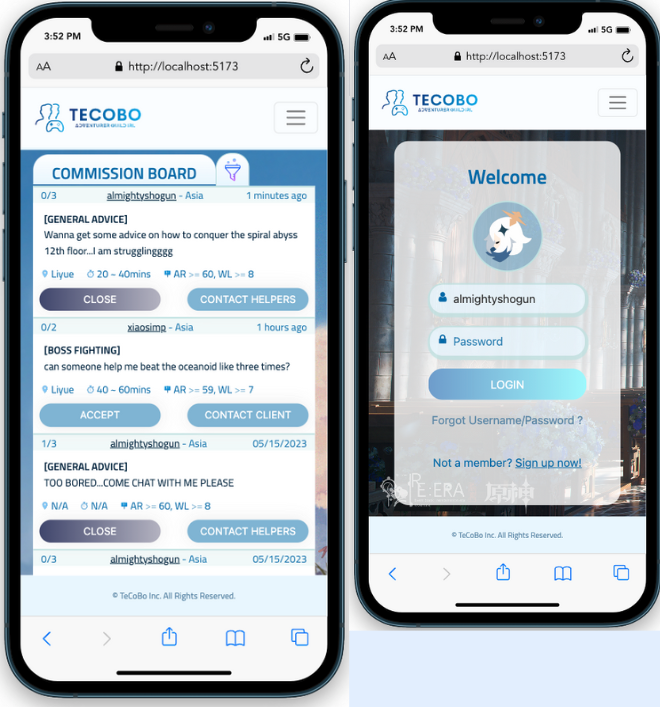 3:52 PM
5G
AA
http://localhost:5173
TECOBO
ADVENTURER GUILD INC.
COMMISSION BOARD
0/3 almightyshogun - Asia 1 minutes ago
[GENERAL ADVICE]
Wanna get some advice on how to conquer the spiral abyss
12th floor...I am strugglingggg
Liyue 20 ~ 40mins AR >= 60, WL >= 8
CLOSE CONTACT HELPERS
0/2 xiaosimp - Asia 1 hours ago
[BOSS FIGHTING]
can someone help me beat the oceanoid like three times?
Liyue 40 ~ 60mins AR >= 59, WL >= 7
ACCEPT CONTACT CLIENT
1/3 almightyshogun - Asia 05/15/2023
[GENERAL ADVICE]
TOO BORED...COME CHAT WITH ME PLEASE
N/A N/A AR >= 60, WL >= 8
CLOSE CONTACT HELPERS
0/3 almightyshogun - Asia 05/15/2023
© TeCoBo Inc. All Rights Reserved.
3:52 PM
5G
AA
http://localhost:5173
TECOBO
ADVENTURER GUILD INC.
Welcome
almightyshogun
Password
LOGIN
Forgot Username/Password ?
Not a member? Sign up now!
RE:ERA 原神
© TeCoBo Inc. All Rights Reserved.